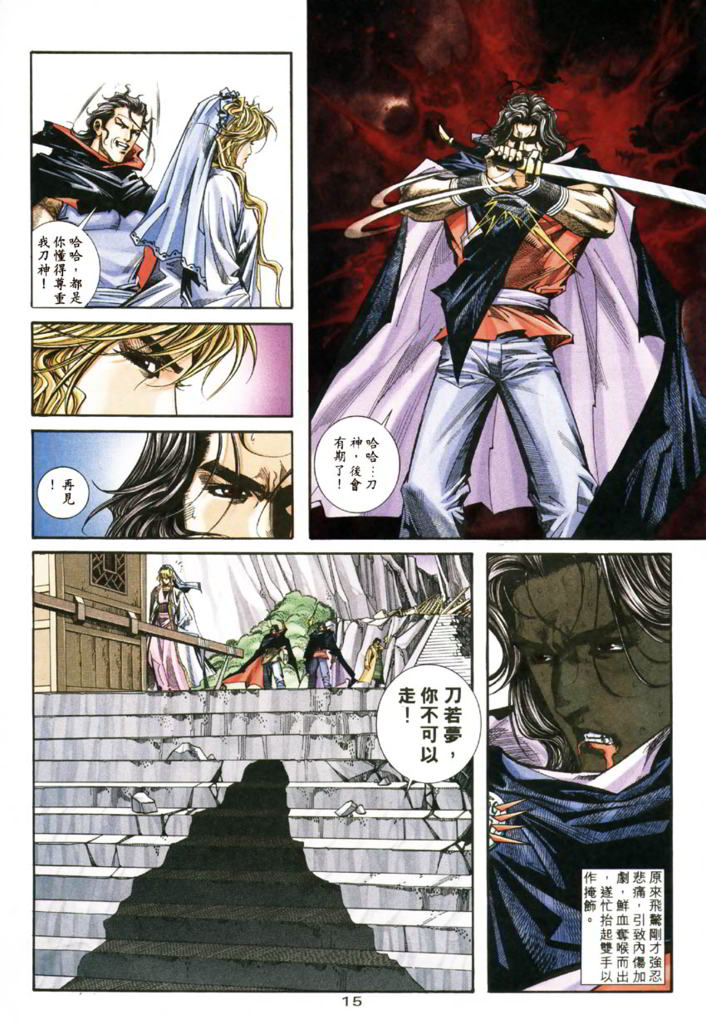 哈哈…刀
神，後會
有期了！
哈哈，都是
你懂得尊重
我刀神！
再見
！
原來飛驚剛才強忍
悲痛，引致內傷加
劇，鮮血奪喉而出
，遂忙抬起雙手以
作掩飾。
刀若夢，
你不可以
走！
15